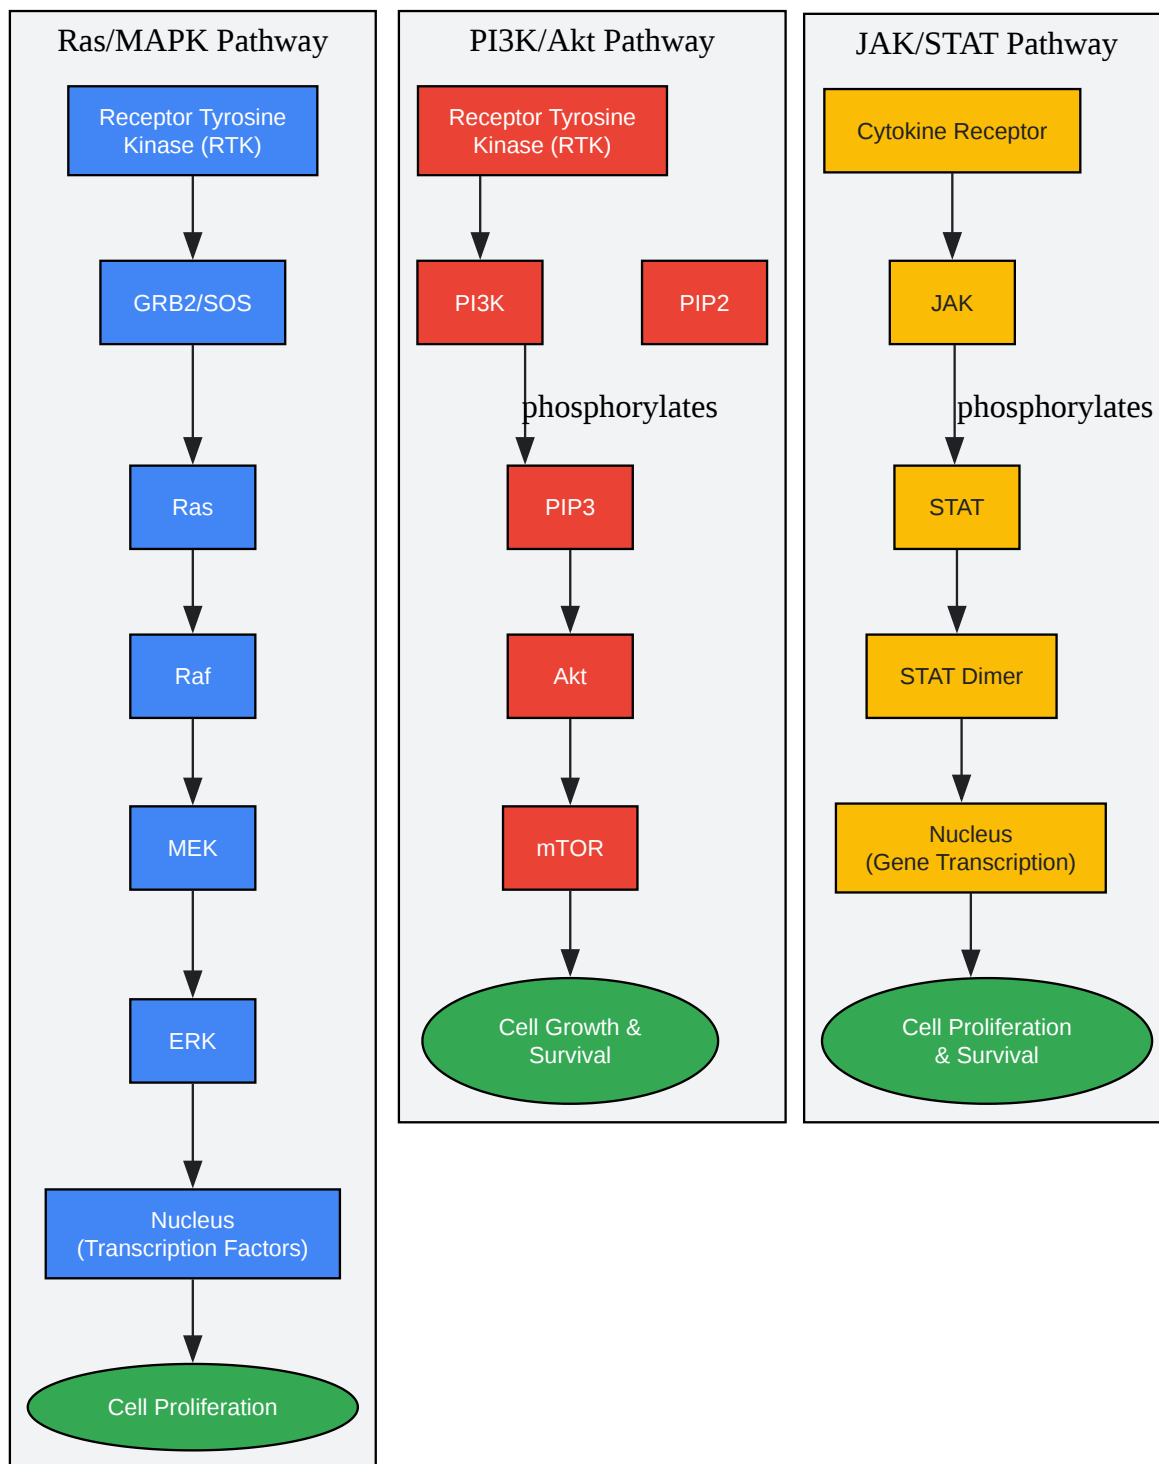 Ras/MAPK Pathway
Receptor Tyrosine
Kinase (RTK)
GRB2/SOS
Ras
Raf
MEK
ERK
Nucleus
(Transcription Factors)
Cell Proliferation
PI3K/Akt Pathway
Receptor Tyrosine
Kinase (RTK)
PI3K
PIP2
phosphorylates
PIP3
Akt
mTOR
Cell Growth &
Survival
JAK/STAT Pathway
Cytokine Receptor
JAK
phosphorylates
STAT
STAT Dimer
Nucleus
(Gene Transcription)
Cell Proliferation
& Survival